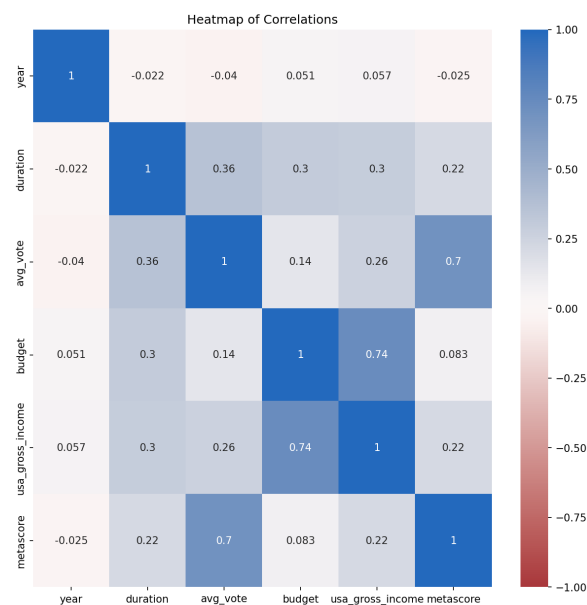 Heatmap of Correlations
year 1 -0.022 -0.04 0.051 0.057 -0.025
duration -0.022 1 0.36 0.3 0.3 0.22
avg_vote -0.04 0.36 1 0.14 0.26 0.7
budget 0.051 0.3 0.14 1 0.74 0.083
usa_gross_income 0.057 0.3 0.26 0.74 1 0.22
metascore -0.025 0.22 0.7 0.083 0.22 1
year duration avg_vote budget usa_gross_income metascore
1.00
0.75
0.50
0.25
0.00
−0.25
−0.50
−0.75
−1.00